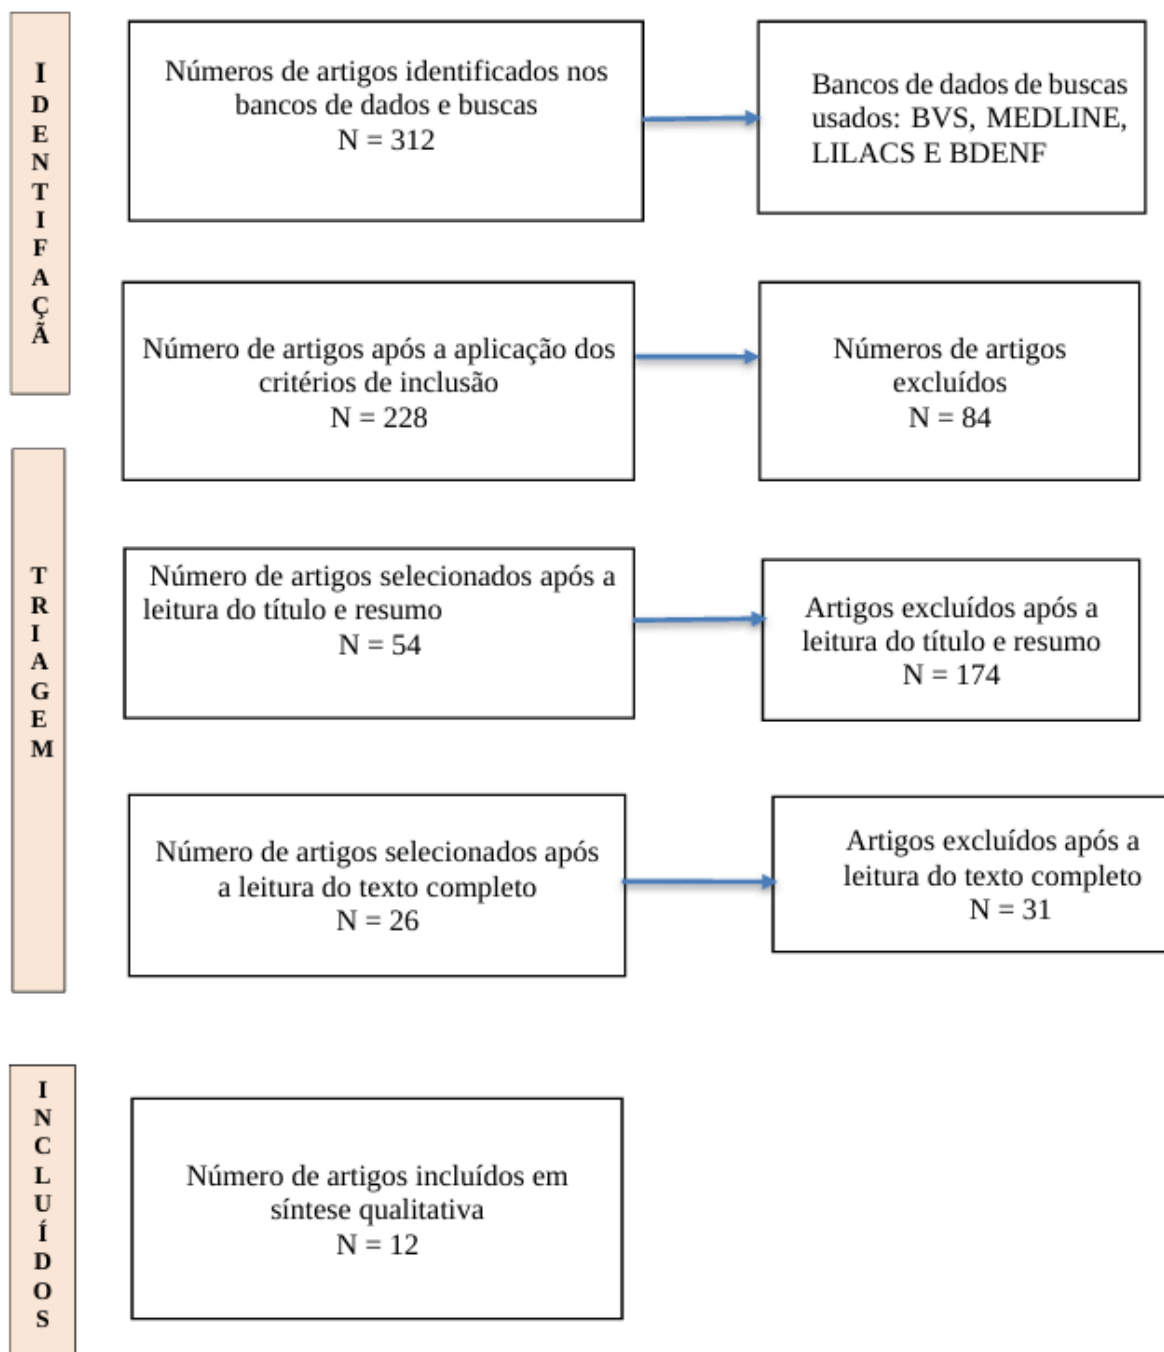 IDENTIFAÇÃ
Números de artigos identificados nos
bancos de dados e buscas
N = 312
Bancos de dados de buscas
usados: BVS, MEDLINE,
LILACS E BDENF
Número de artigos após a aplicação dos
critérios de inclusão
N = 228
Números de artigos
excluídos
N = 84
TRIAGEM
Número de artigos selecionados após a
leitura do título e resumo
N = 54
Artigos excluídos após a
leitura do título e resumo
N = 174
Número de artigos selecionados após
a leitura do texto completo
N = 26
Artigos excluídos após a
leitura do texto completo
N = 31
INCLUÍDOS
Número de artigos incluídos em
síntese qualitativa
N = 12